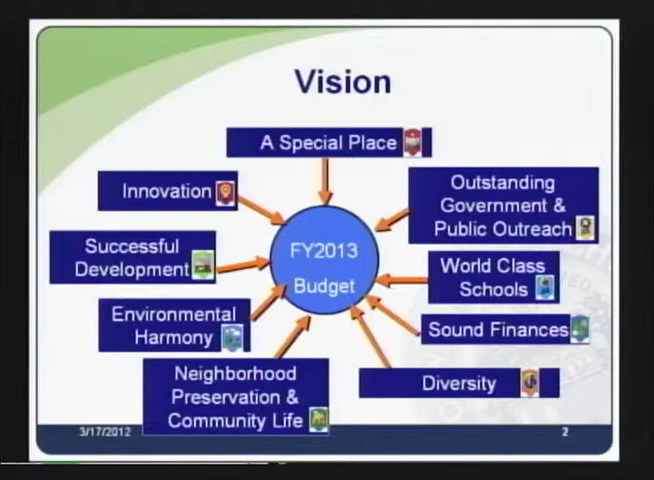 Vision
A Special Place
Innovation
Outstanding
Government &
Public Outreach
Successful
Development
FY2013
Budget
World Class
Schools
Environmental
Harmony
Sound Finances
Neighborhood
Preservation &
Community Life
Diversity
3/17/2012
2